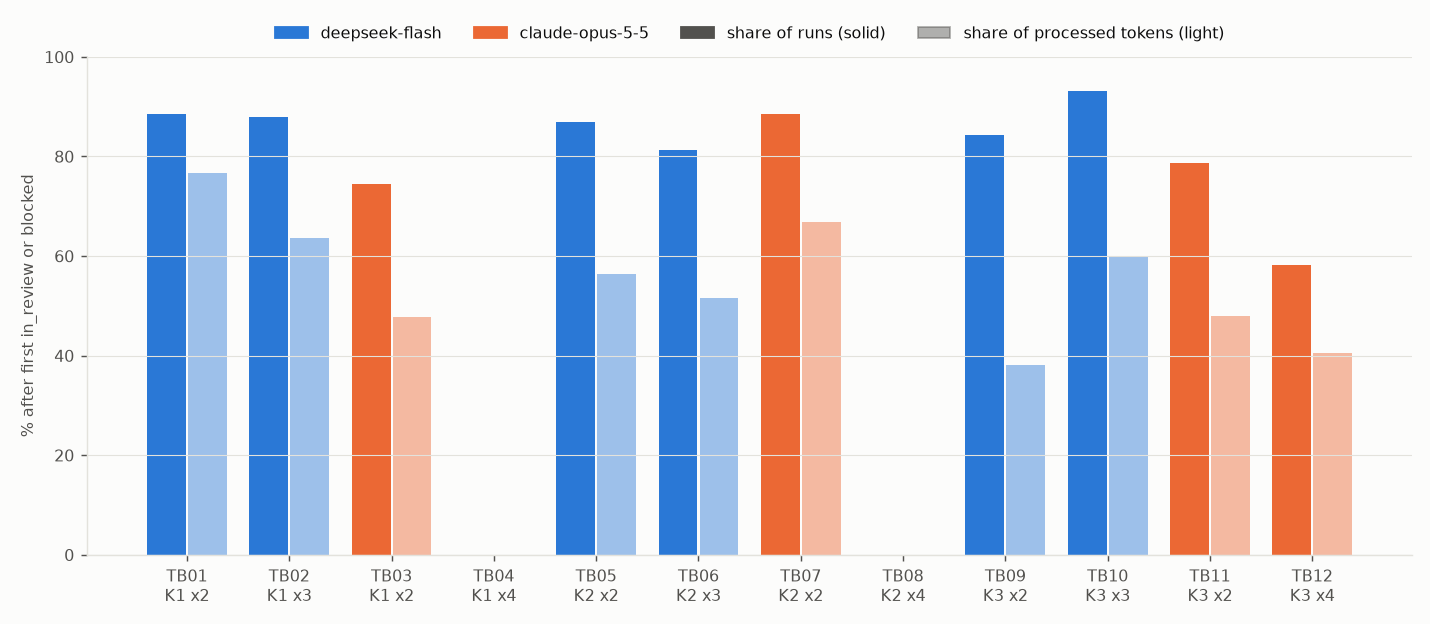 deepseek-flash claude-opus-5-5 share of runs (solid) share of processed tokens (light)
% after first in_review or blocked
100
80
60
40
20
0
TB01 TB02 TB03 TB04 TB05 TB06 TB07 TB08 TB09 TB10 TB11 TB12
K1 x2 K1 x3 K1 x2 K1 x4 K2 x2 K2 x3 K2 x2 K2 x4 K3 x2 K3 x3 K3 x2 K3 x4